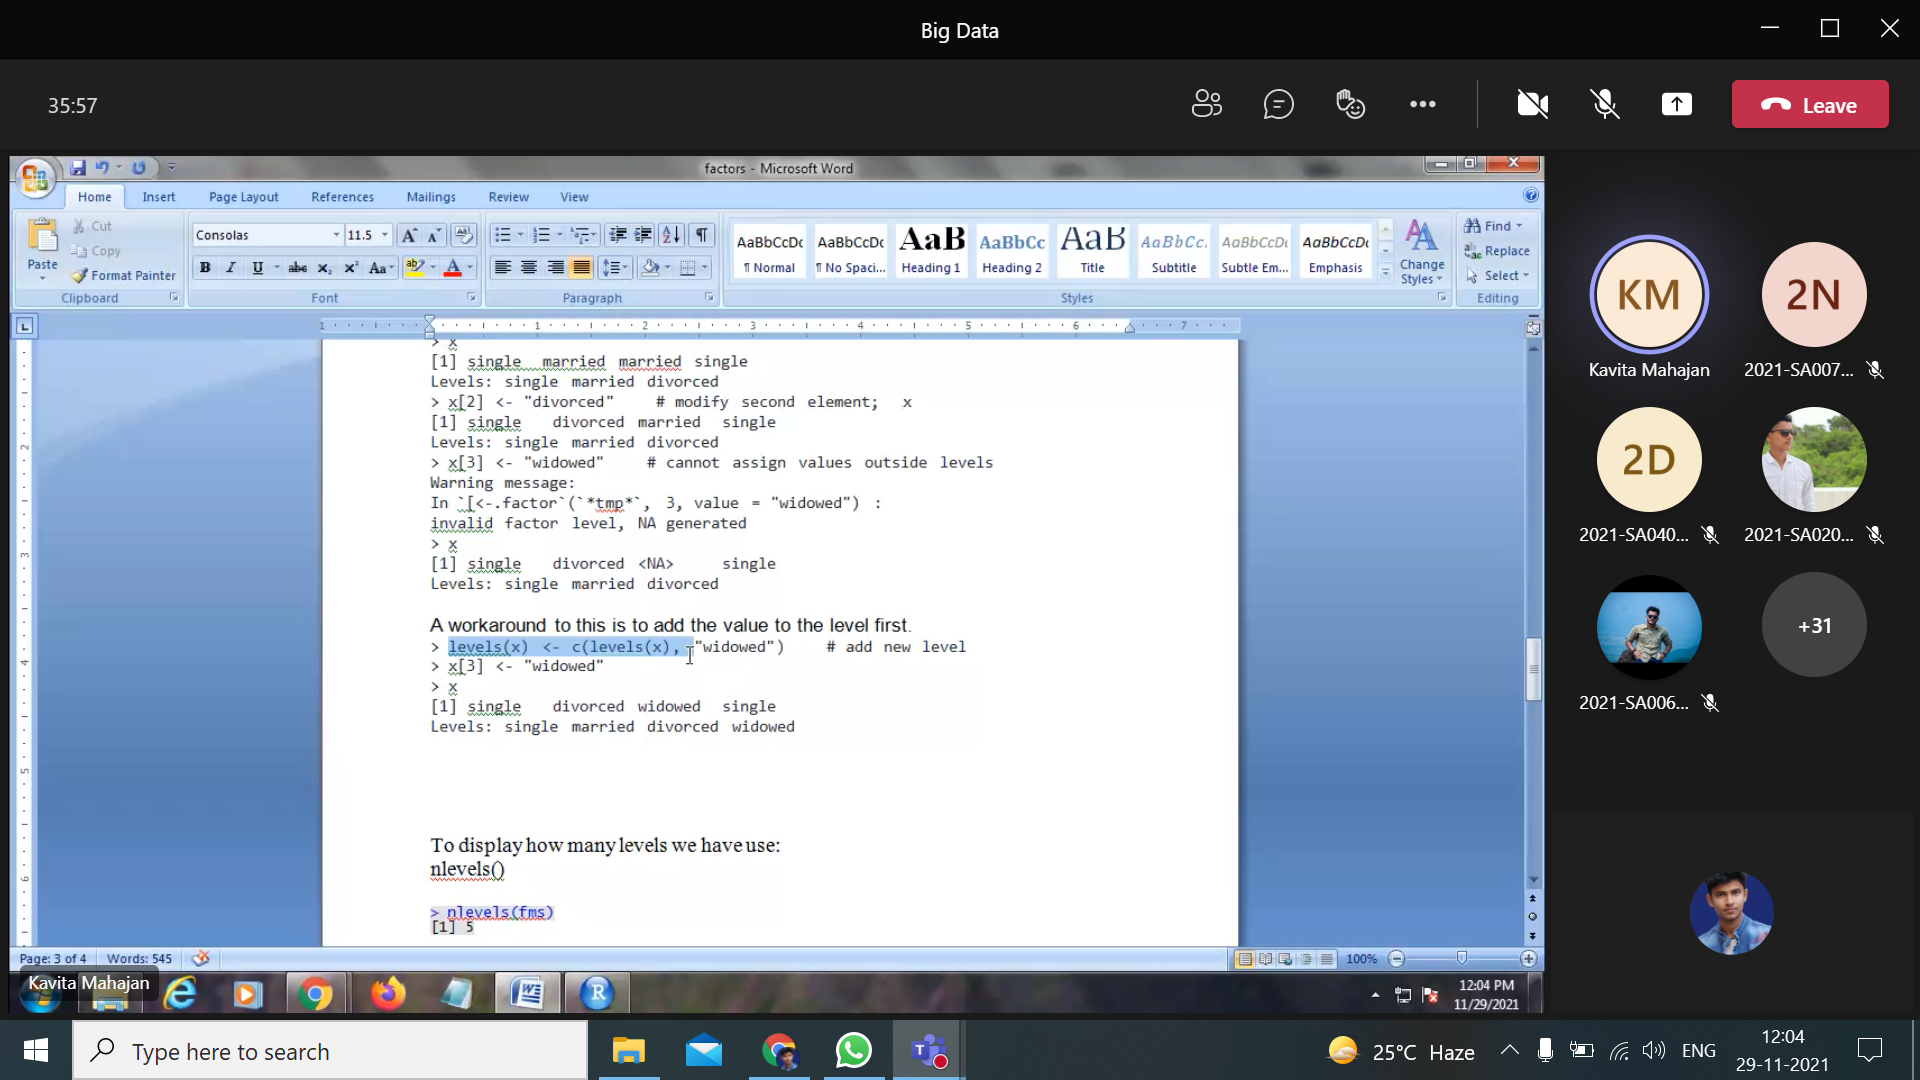 Big Data
35:57
Leave
factors - Microsoft Word
Home Insert Page Layout References Mailings Review View
Paste
Cut
Copy
Format Painter
Clipboard
Consolas 11.5
Font
Paragraph
AaBbCcDc AaBbCcDc AaB AaBbCc AaB AaBbCc. AaBbCcDc AaBbCcDc
¶ Normal ¶ No Spaci... Heading 1 Heading 2 Title Subtitle Subtle Em... Emphasis
Change Styles
Styles
Find
Replace
Select
Editing
> x
[1] single married married single
Levels: single married divorced
> x[2] <- "divorced" # modify second element; x
[1] single divorced married single
Levels: single married divorced
> x[3] <- "widowed" # cannot assign values outside levels
Warning message:
In `[<-.factor`(`*tmp*`, 3, value = "widowed") :
invalid factor level, NA generated
> x
[1] single divorced <NA> single
Levels: single married divorced
A workaround to this is to add the value to the level first.
> levels(x) <- c(levels(x), "widowed") # add new level
> x[3] <- "widowed"
> x
[1] single divorced widowed single
Levels: single married divorced widowed
To display how many levels we have use:
nlevels()
> nlevels(fms)
[1] 5
Page: 3 of 4 Words: 545
100%
Kavita Mahajan
12:04 PM
11/29/2021
KM
Kavita Mahajan
2N
2021-SA007...
2D
2021-SA040...
2021-SA020...
2021-SA006...
+31
Type here to search
25°C Haze
ENG
12:04
29-11-2021